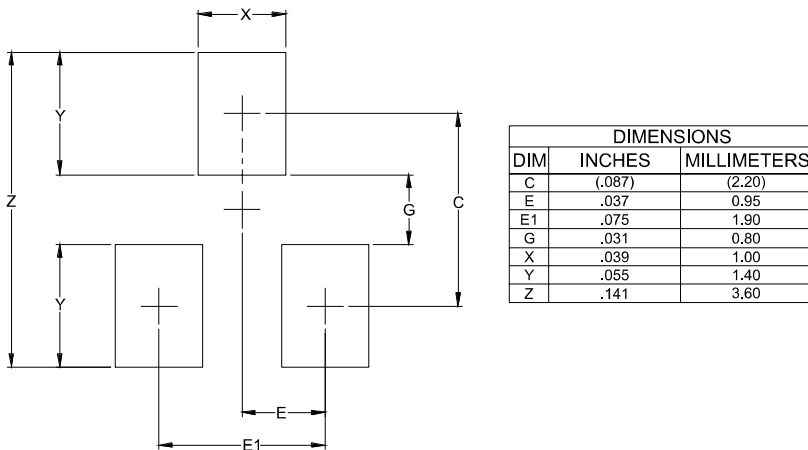 X
Y
Z
G
C
Y
E
E1
DIMENSIONS
DIM INCHES MILLIMETERS
C (.087) (2.20)
E .037 0.95
E1 .075 1.90
G .031 0.80
X .039 1.00
Y .055 1.40
Z .141 3.60